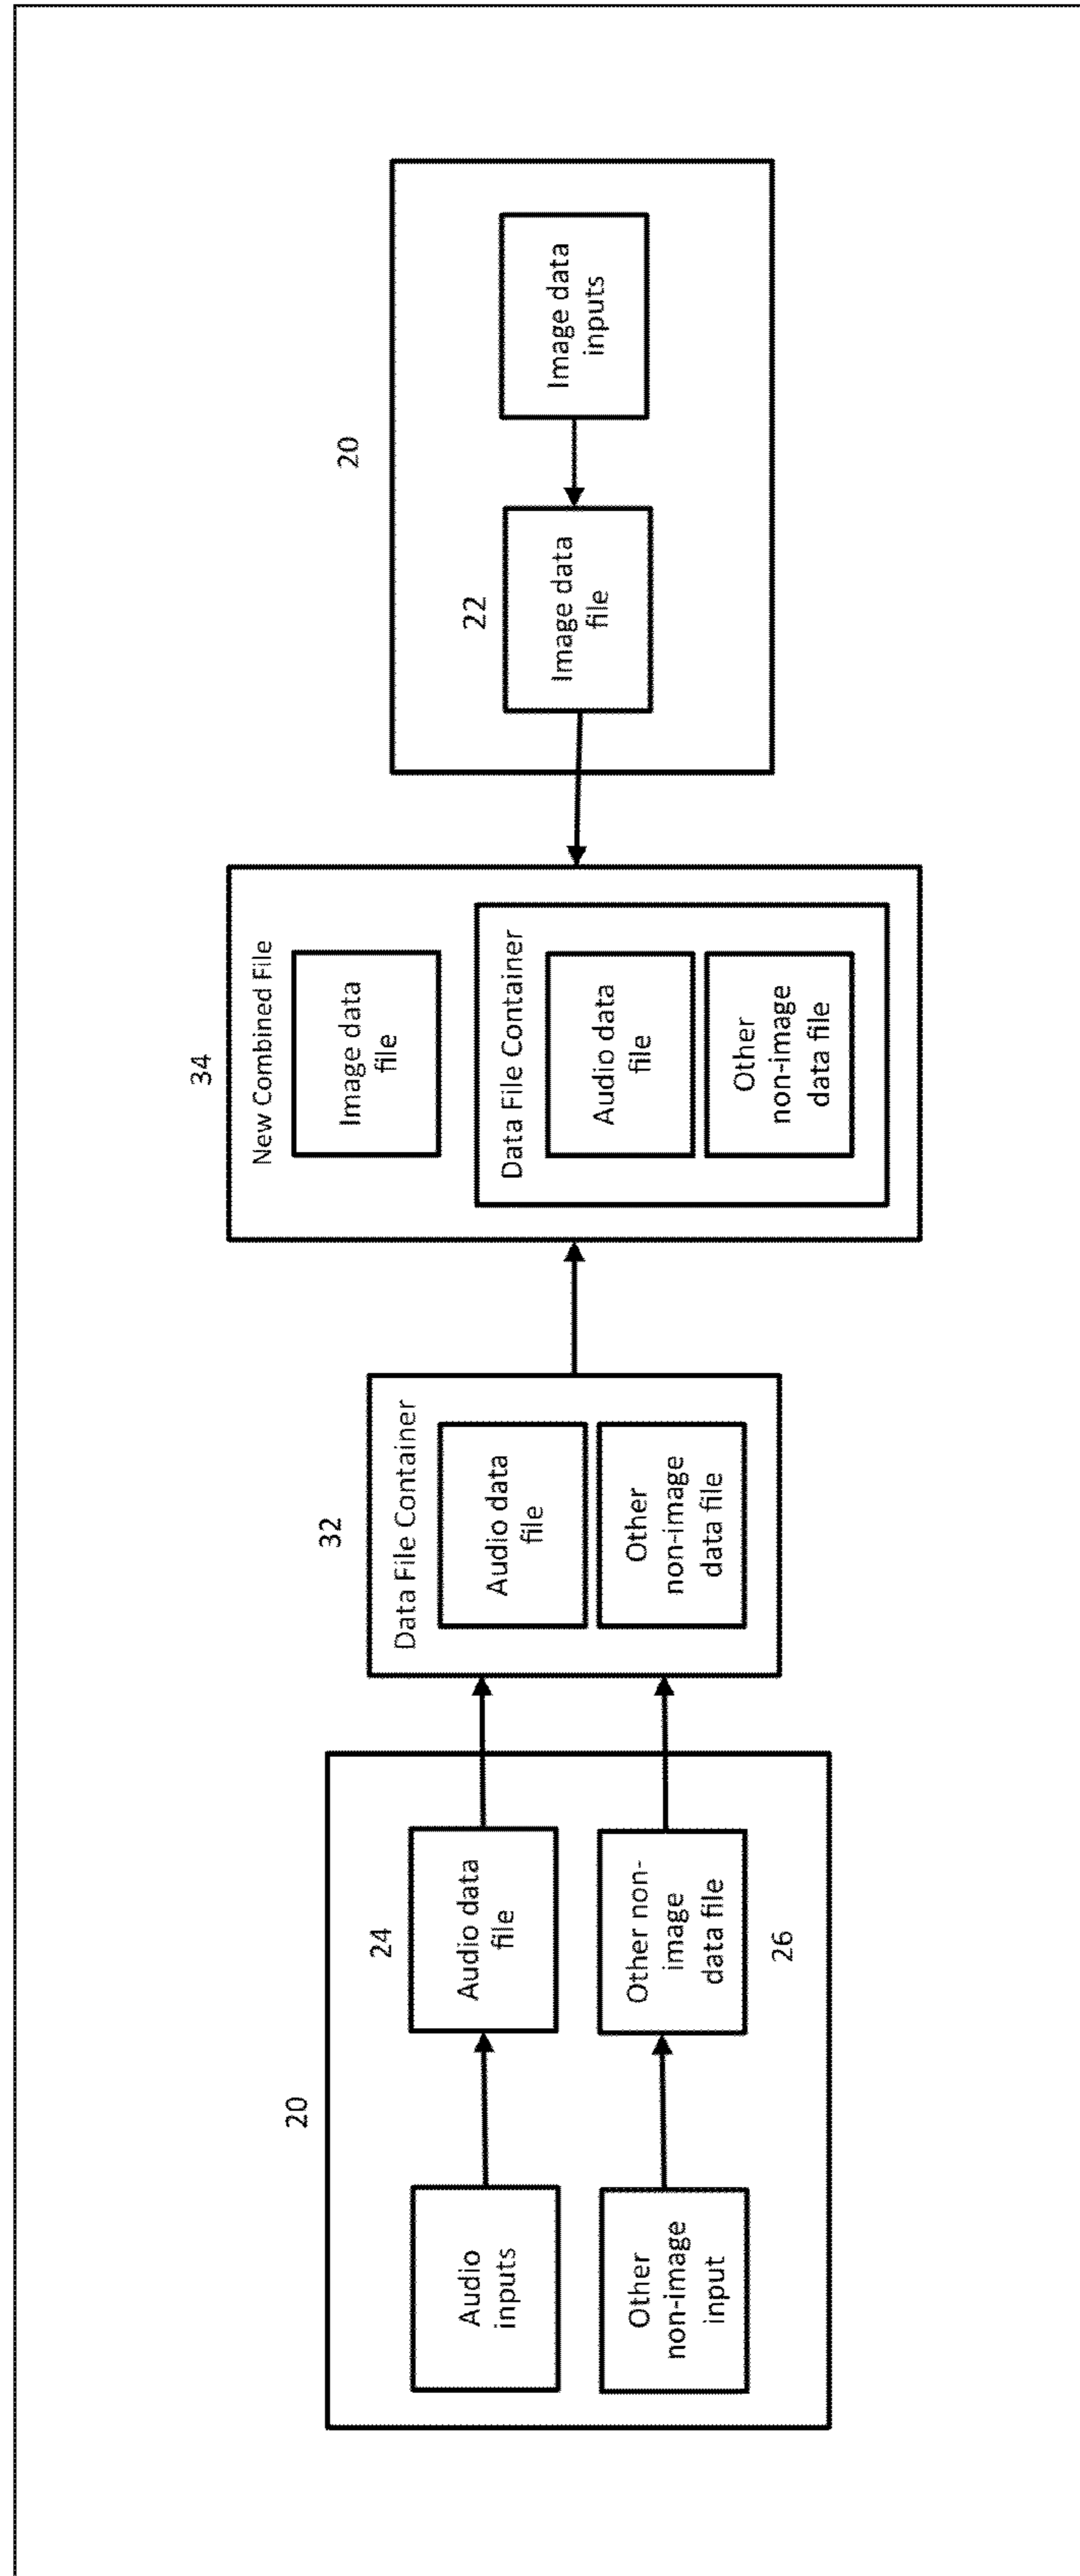 20
Audio
inputs
Other
non-image
input
24
Audio data
file
Other non-
image
data file
26
32
Data File Container
Audio data
file
Other
non-image
data file
34
New Combined File
Image data
file
Data File Container
Audio data
file
Other
non-image
data file
20
22
Image data
file
Image data
inputs